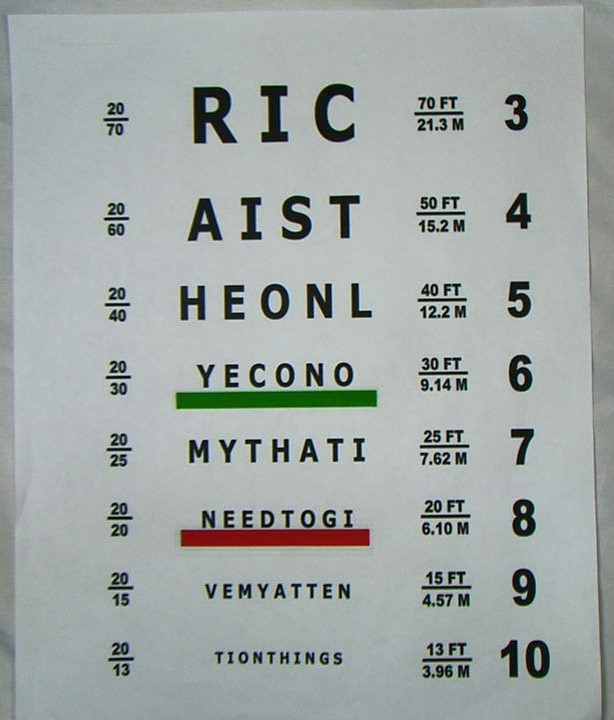 20/70 RIC 70 FT/21.3 M 3
20/60 AIST 50 FT/15.2 M 4
20/40 HEONL 40 FT/12.2 M 5
20/30 YECONO 30 FT/9.14 M 6
20/25 MYTHATI 25 FT/7.62 M 7
20/20 NEEDTOGI 20 FT/6.10 M 8
20/15 VEMYATTEN 15 FT/4.57 M 9
20/13 TIONTHINGS 13 FT/3.96 M 10